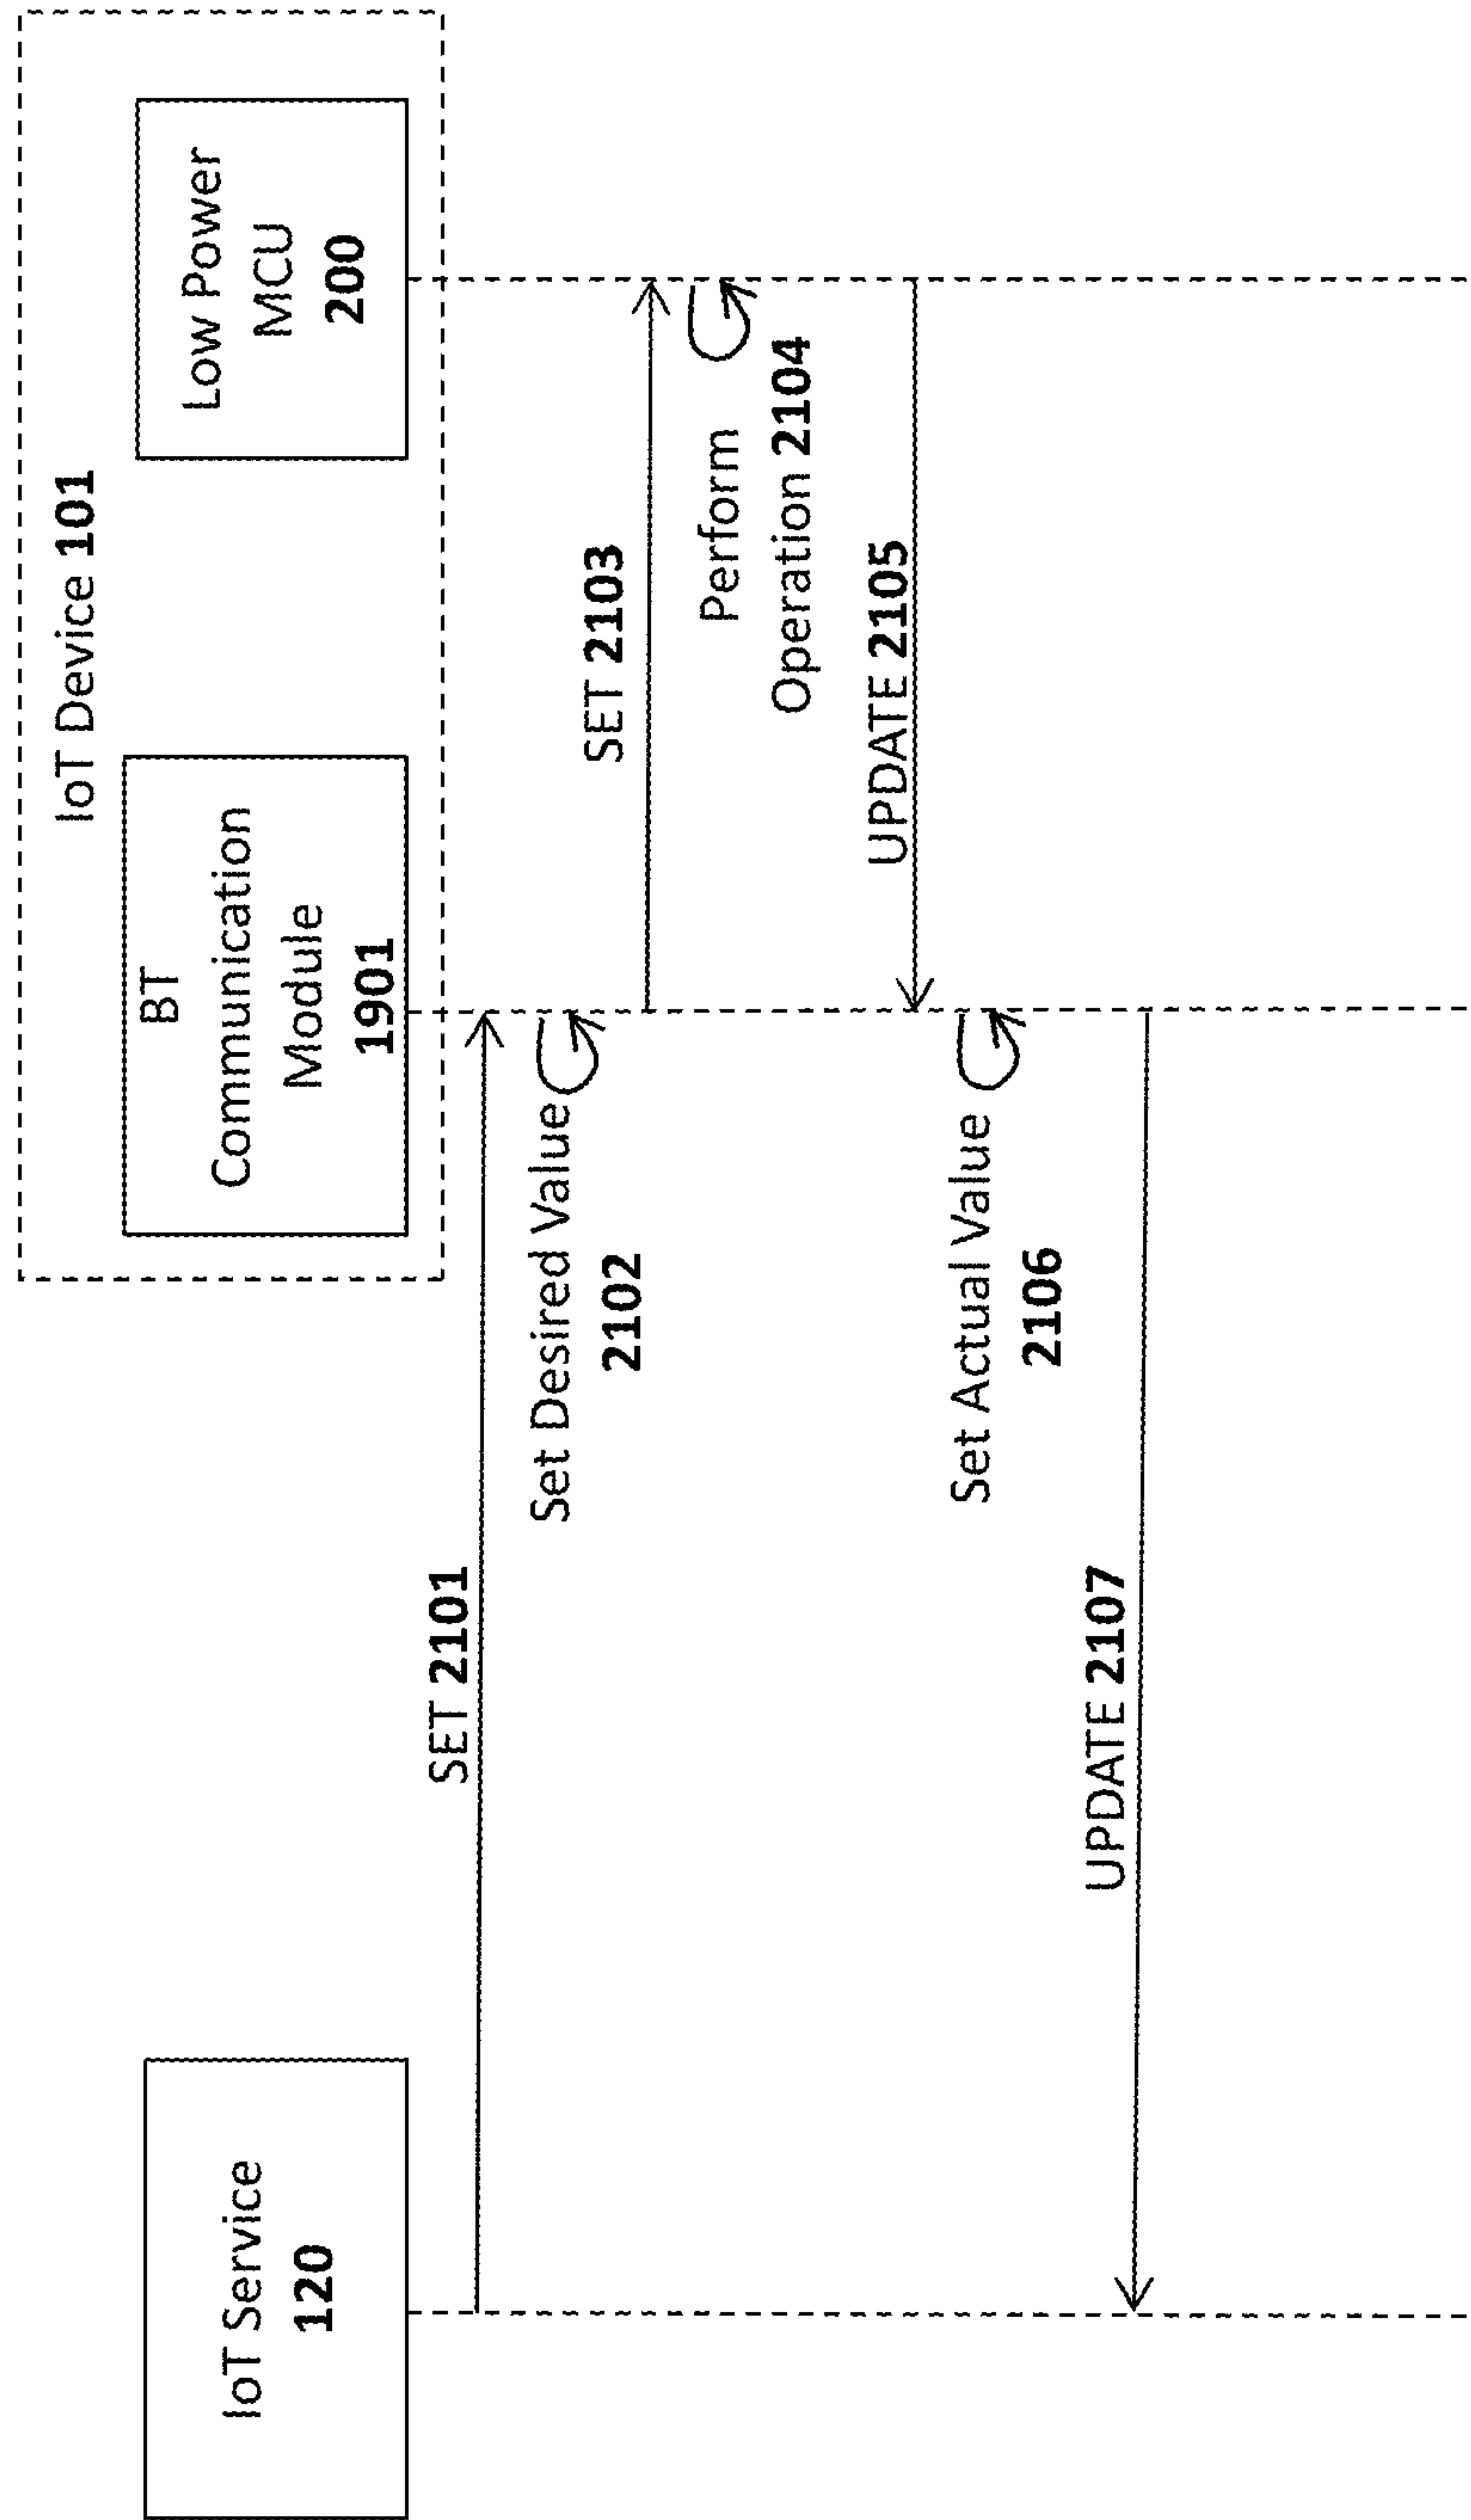 IoT Device 101
IoT Service
120
BT
Communication
Module
1901
Low Power
MCU
200
SET 2101
Set Desired Value
2102
SET 2103
Perform
Operation 2104
UPDATE 2105
Set Actual Value
2106
UPDATE 2107